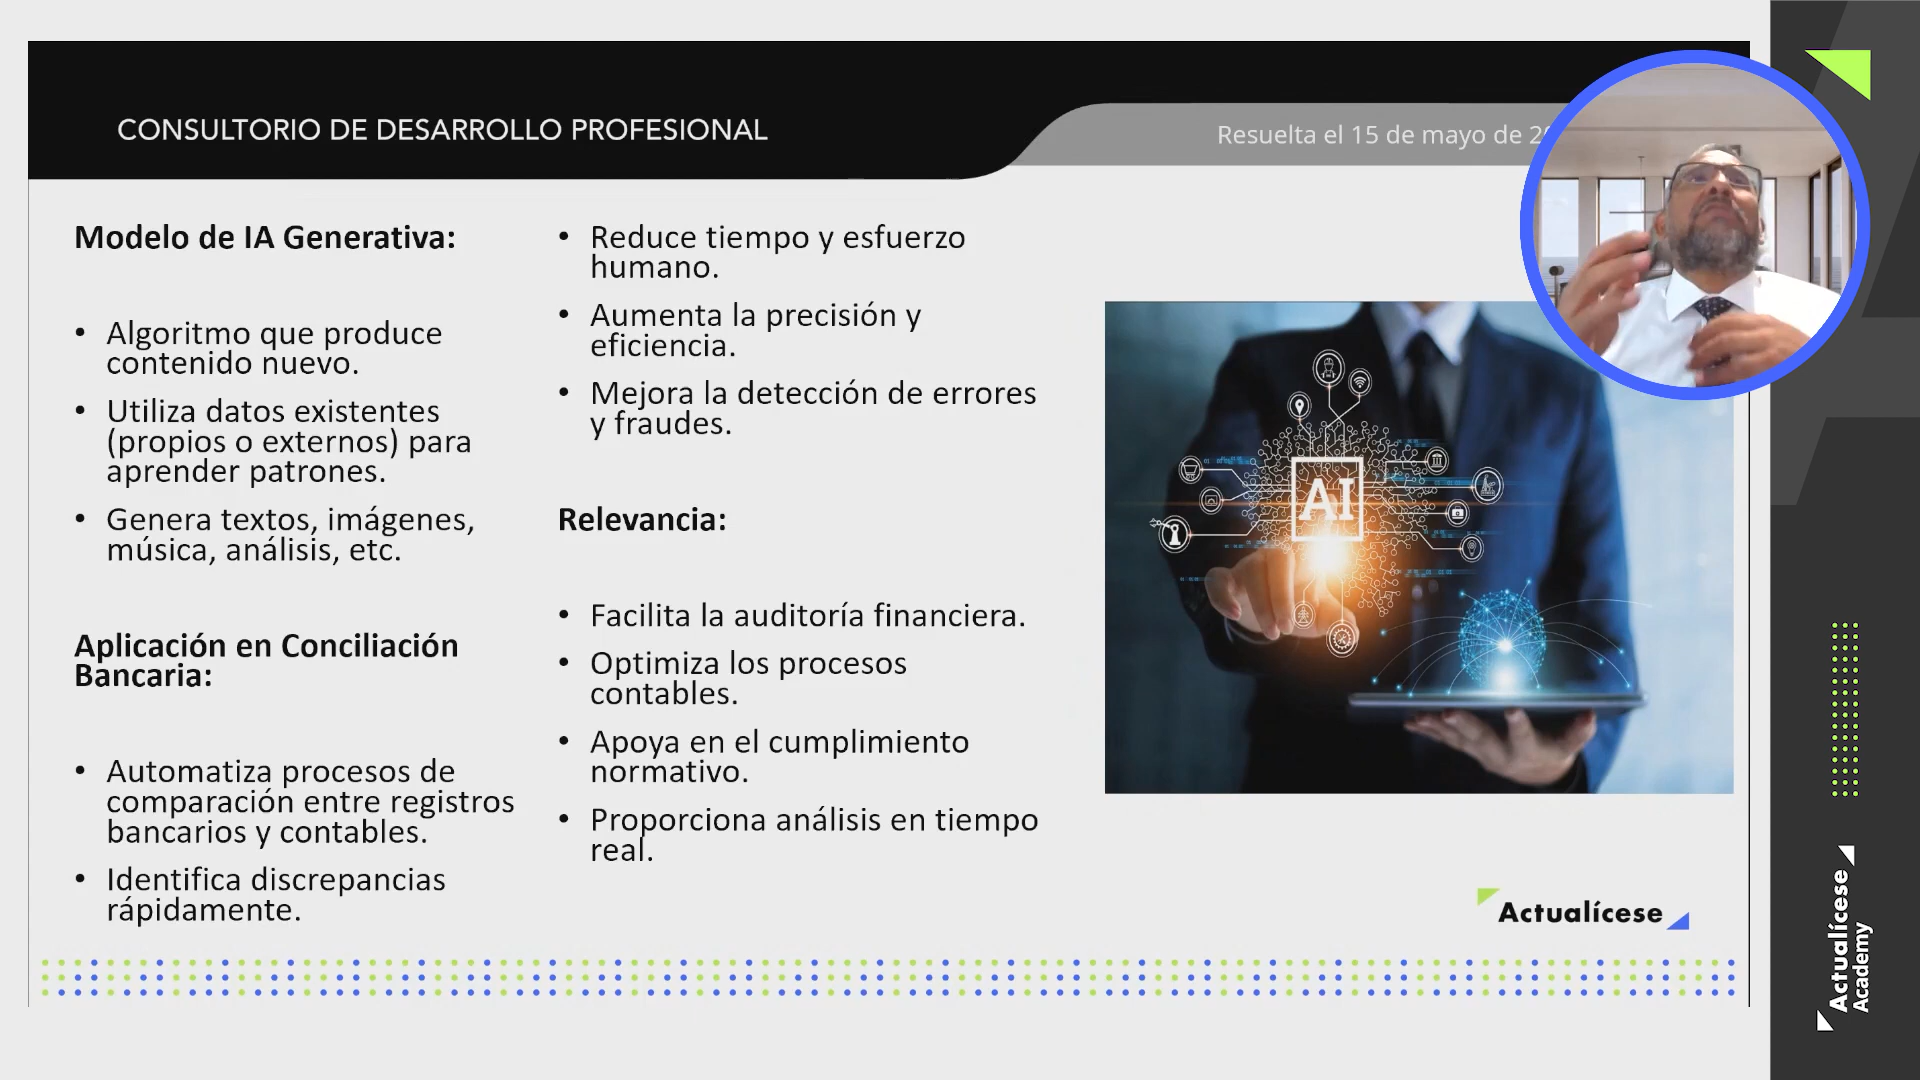 CONSULTORIO DE DESARROLLO PROFESIONAL
Resuelta el 15 de mayo de
Modelo de IA Generativa:
• Algoritmo que produce
contenido nuevo.
• Utiliza datos existentes
(propios o externos) para
aprender patrones.
• Genera textos, imágenes,
música, análisis, etc.
Aplicación en Conciliación
Bancaria:
• Automatiza procesos de
comparación entre registros
bancarios y contables.
• Identifica discrepancias
rápidamente.
• Reduce tiempo y esfuerzo
humano.
• Aumenta la precisión y
eficiencia.
• Mejora la detección de errores
y fraudes.
Relevancia:
• Facilita la auditoría financiera.
• Optimiza los procesos
contables.
• Apoya en el cumplimiento
normativo.
• Proporciona análisis en tiempo
real.
AI
Actualícese
Actualícese
Academy